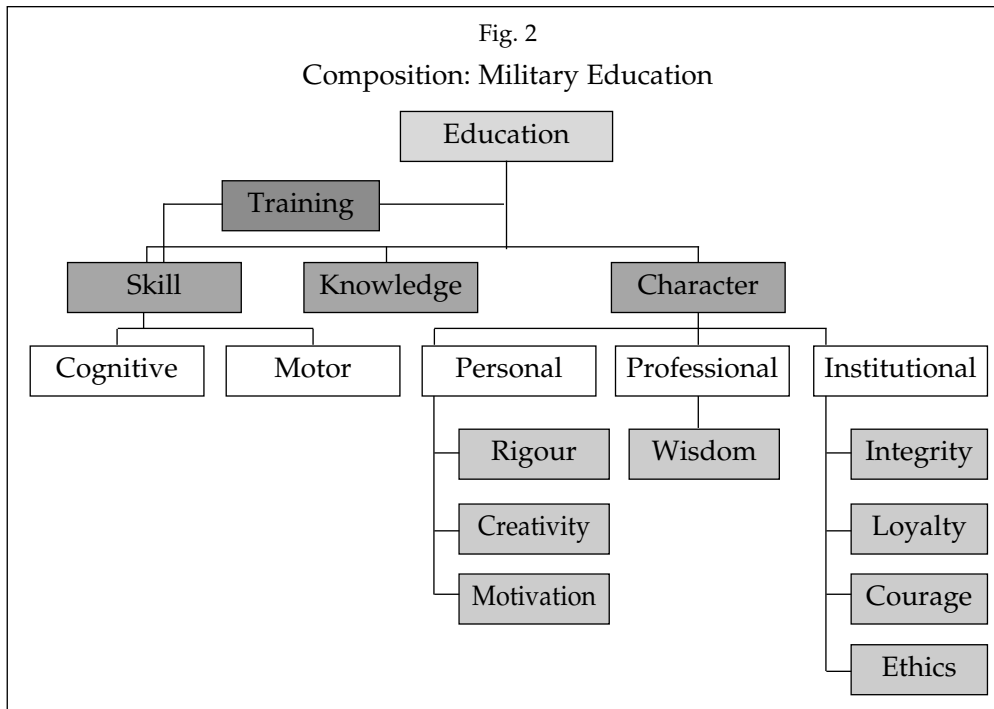 Fig. 2
Composition: Military Education
Education
Training
Skill
Knowledge
Character
Cognitive
Motor
Personal
Professional
Institutional
Rigour
Wisdom
Integrity
Creativity
Loyalty
Motivation
Courage
Ethics